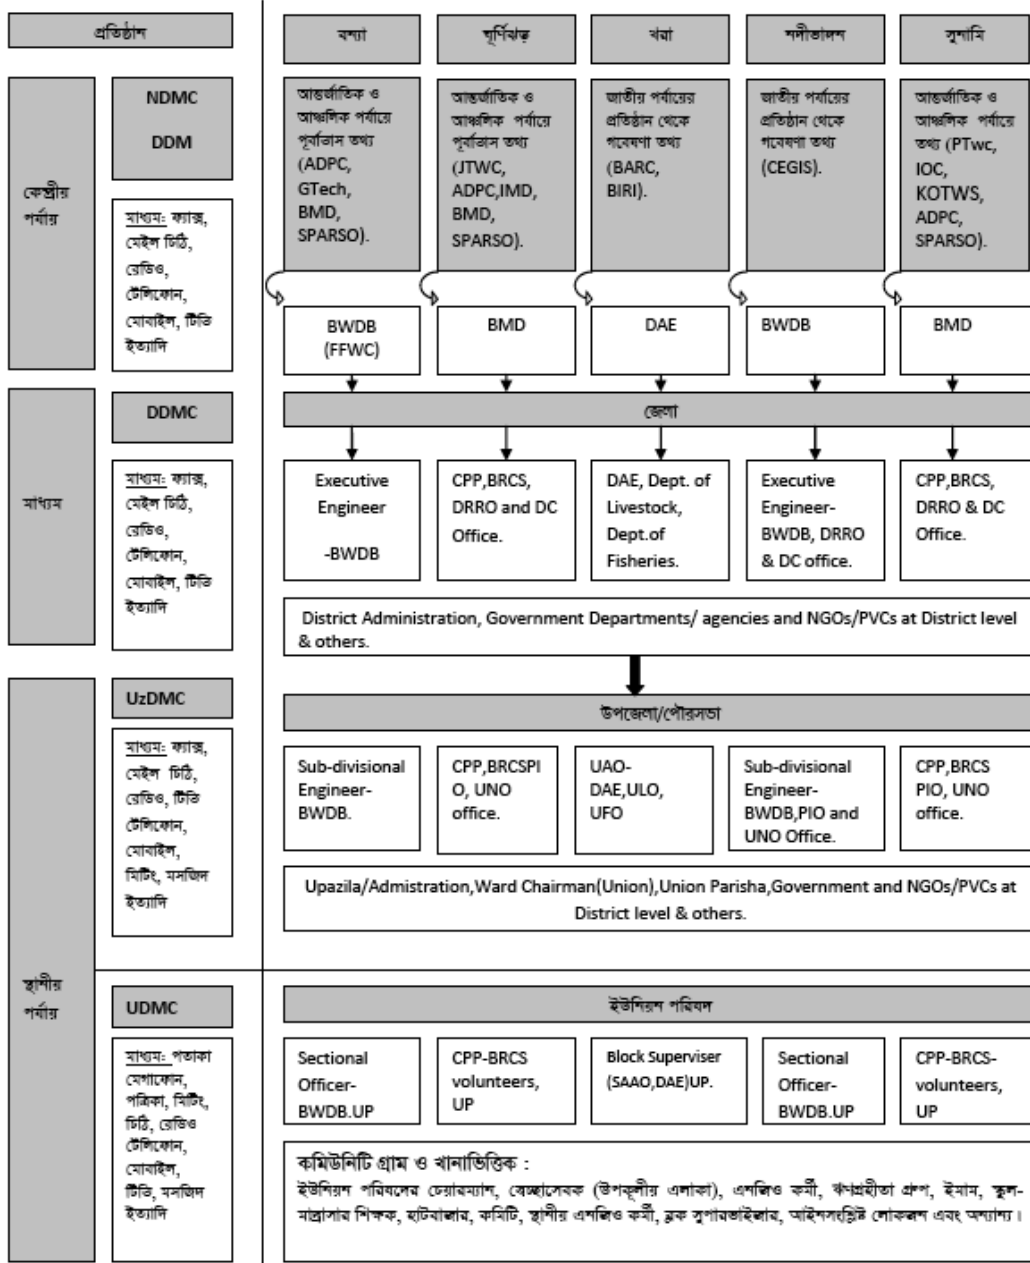 প্রতিষ্ঠান
বন্যা
ঘূর্ণিঝড়
খরা
নদীভাঙ্গন
সুনামি
কেন্দ্রীয়
পর্যায়
NDMC
DDM
মাধ্যম: ফ্যাক্স,
মেইল চিঠি,
রেডিও,
টেলিফোন,
মোবাইল, টিভি
ইত্যাদি
আন্তর্জাতিক ও
আঞ্চলিক পর্যায়ে
পূর্বাভাস তথ্য
(ADPC,
GTech,
BMD,
SPARSO).
আন্তর্জাতিক ও
আঞ্চলিক পর্যায়ে
পূর্বাভাস তথ্য
(JTWC,
ADPC,IMD,
BMD,
SPARSO).
জাতীয় পর্যায়ের
প্রতিষ্ঠান থেকে
গবেষণা তথ্য
(BARC,
BIRI).
জাতীয় পর্যায়ের
প্রতিষ্ঠান থেকে
গবেষণা তথ্য
(CEGIS).
আন্তর্জাতিক ও
আঞ্চলিক পর্যায়ে
তথ্য (PTwc,
IOC,
KOTWS,
ADPC,
SPARSO).
BWDB
(FFWC)
BMD
DAE
BWDB
BMD
মাধ্যম
DDMC
মাধ্যম: ফ্যাক্স,
মেইল চিঠি,
রেডিও,
টেলিফোন,
মোবাইল, টিভি
ইত্যাদি
জেলা
Executive
Engineer
-BWDB
CPP,BRCS,
DRRO and DC
Office.
DAE, Dept. of
Livestock,
Dept.of
Fisheries.
Executive
Engineer-
BWDB, DRRO
& DC office.
CPP,BRCS,
DRRO & DC
Office.
District Administration, Government Departments/ agencies and NGOs/PVCs at District level
& others.
স্থানীয়
পর্যায়
UzDMC
মাধ্যম: ফ্যাক্স,
মেইল চিঠি,
রেডিও, টিভি
টেলিফোন,
মোবাইল,
মিটিং, মসজিদ
ইত্যাদি
উপজেলা/পৌরসভা
Sub-divisional
Engineer-
BWDB.
CPP,BRCSPI
O, UNO
office.
UAO-
DAE,ULO,
UFO
Sub-divisional
Engineer-
BWDB,PIO and
UNO Office.
CPP,BRCS
PIO, UNO
office.
Upazila/Admistration,Ward Chairman(Union),Union Parisha,Government and NGOs/PVCs at
District level & others.
UDMC
মাধ্যম: পতাকা
মেগাফোন,
পত্রিকা, মিটিং,
চিঠি, রেডিও
টেলিফোন,
মোবাইল,
টিভি, মসজিদ
ইত্যাদি
ইউনিয়ন পরিষদ
Sectional
Officer-
BWDB.UP
CPP-BRCS
volunteers,
UP
Block Superviser
(SAAO,DAE)UP.
Sectional
Officer-
BWDB.UP
CPP-BRCS-
volunteers,
UP
কমিউনিটি গ্রাম ও খানাভিত্তিক :
ইউনিয়ন পরিষদের চেয়ারম্যান, স্বেচ্ছাসেবক (উপকূলীয় এলাকা), এনজিও কর্মী, ঋণগ্রহীতা গ্রুপ, ইমাম, স্কুল-
মাদ্রাসার শিক্ষক, হাটবাজার, কমিটি, স্থানীয় এনজিও কর্মী, ব্লক সুপারভাইজার, আইনসংশ্লিষ্ট লোকজন এবং অন্যান্য।